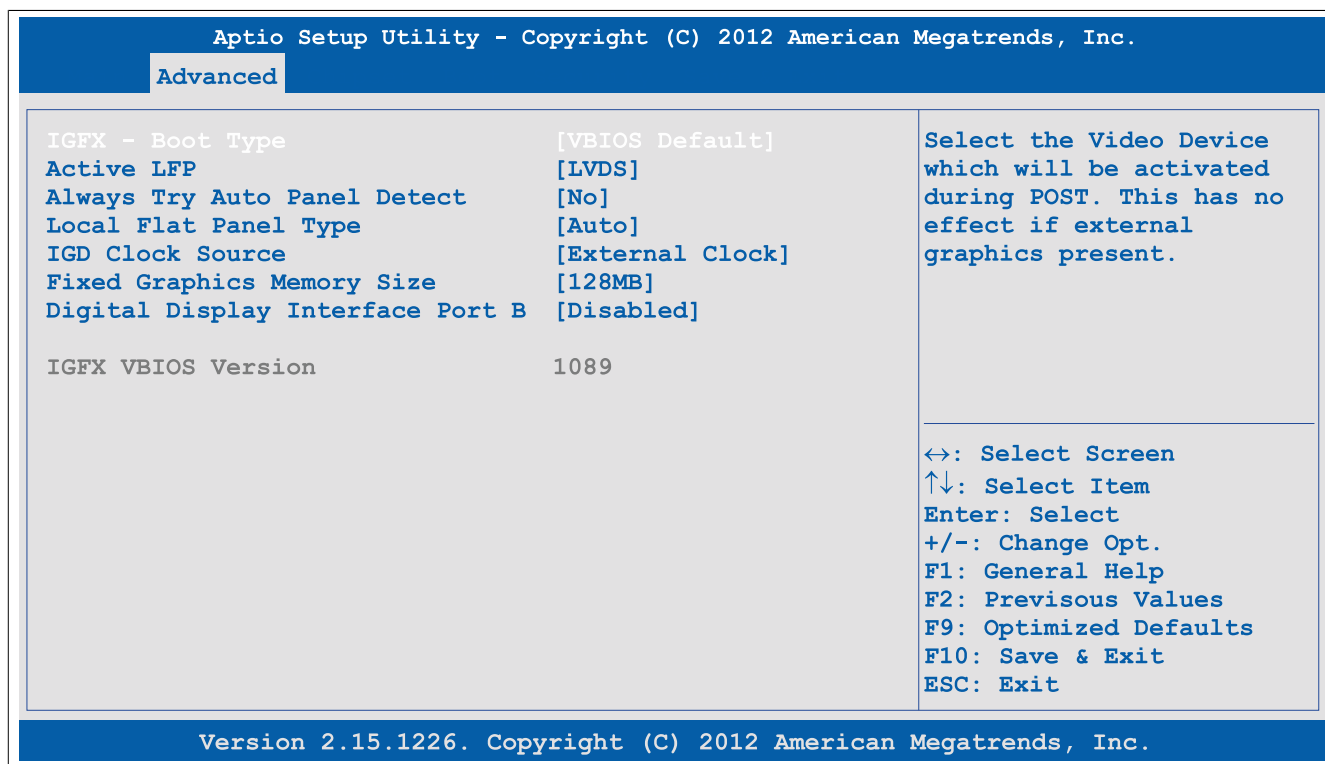 Aptio Setup Utility - Copyright (C) 2012 American Megatrends, Inc.
Advanced
IGFX - Boot Type [VBIOS Default]
Active LFP [LVDS]
Always Try Auto Panel Detect [No]
Local Flat Panel Type [Auto]
IGD Clock Source [External Clock]
Fixed Graphics Memory Size [128MB]
Digital Display Interface Port B [Disabled]
IGFX VBIOS Version 1089
Select the Video Device
which will be activated
during POST. This has no
effect if external
graphics present.
↔: Select Screen
↑↓: Select Item
Enter: Select
+/-: Change Opt.
F1: General Help
F2: Previsous Values
F9: Optimized Defaults
F10: Save & Exit
ESC: Exit
Version 2.15.1226. Copyright (C) 2012 American Megatrends, Inc.